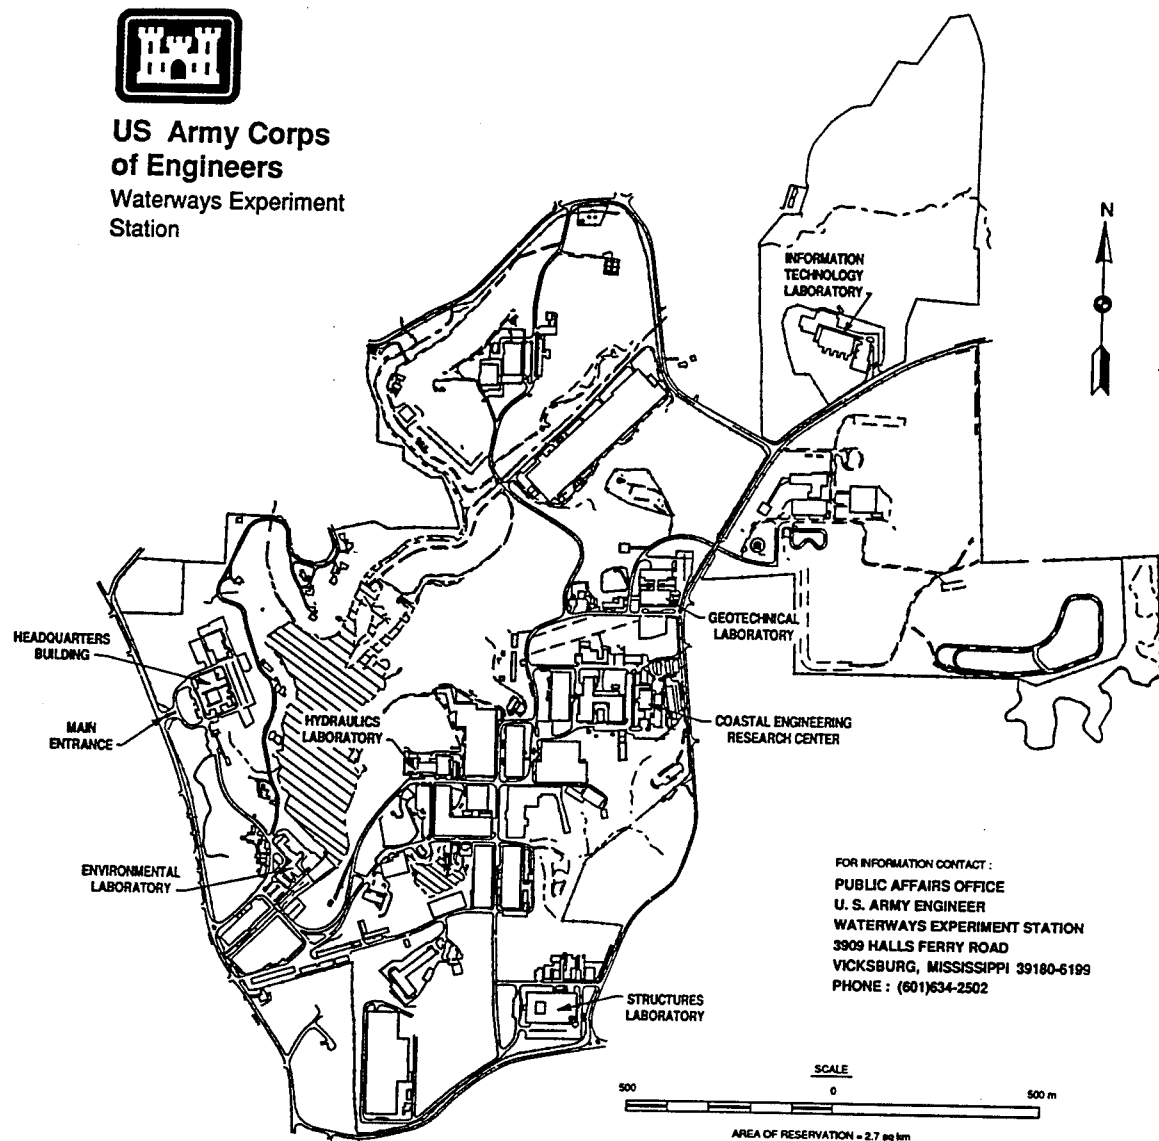 US Army Corps
of Engineers
Waterways Experiment
Station
N
INFORMATION
TECHNOLOGY
LABORATORY
HEADQUARTERS
BUILDING
GEOTECHNICAL
LABORATORY
MAIN
ENTRANCE
HYDRAULICS
LABORATORY
COASTAL ENGINEERING
RESEARCH CENTER
ENVIRONMENTAL
LABORATORY
FOR INFORMATION CONTACT :
PUBLIC AFFAIRS OFFICE
U. S. ARMY ENGINEER
WATERWAYS EXPERIMENT STATION
3909 HALLS FERRY ROAD
VICKSBURG, MISSISSIPPI 39180-6199
PHONE : (601)634-2502
STRUCTURES
LABORATORY
SCALE
500 0 500 m
AREA OF RESERVATION = 2.7 sq km